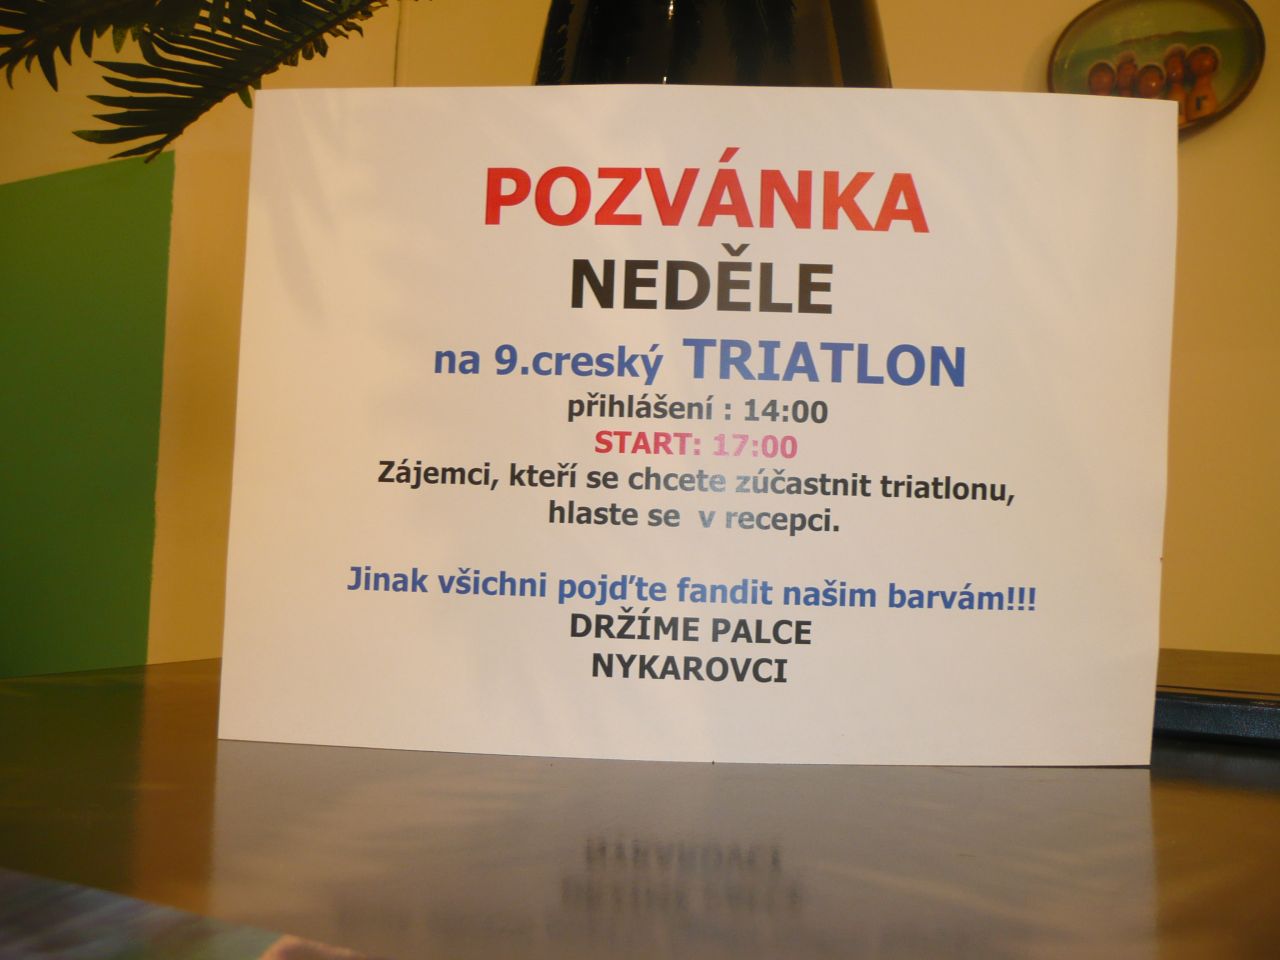 POZVÁNKA
NEDĚLE
na 9.creský TRIATLON
přihlášení : 14:00
START: 17:00
Zájemci, kteří se chcete zúčastnit triatlonu,
hlaste se v recepci.
Jinak všichni pojďte fandit našim barvám!!!
DRŽÍME PALCE
NYKAROVCI